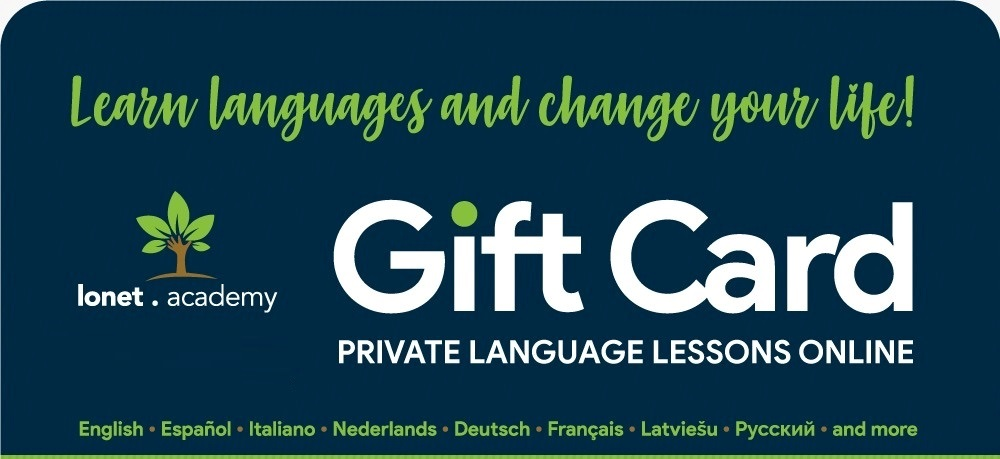 Learn languages and change your life!
Gift Card
lonet . academy
PRIVATE LANGUAGE LESSONS ONLINE
English • Español • Italiano • Nederlands • Deutsch • Français • Latviešu • Русский • and more